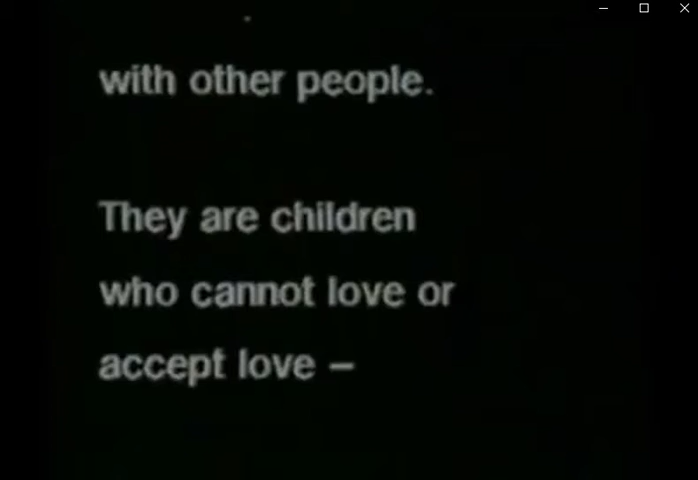 with other people.
They are children
who cannot love or
accept love –